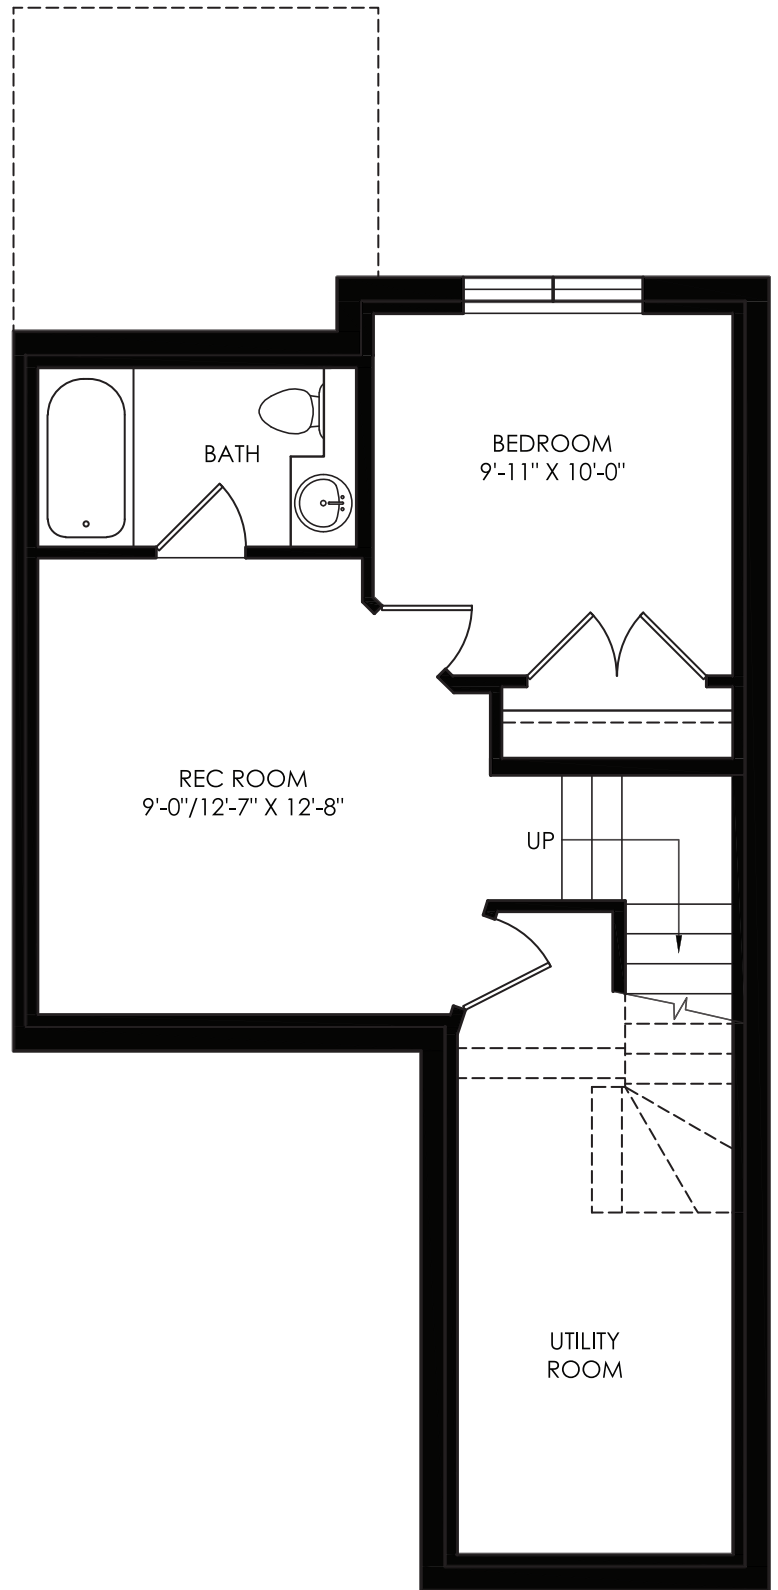 BATH
BEDROOM
9'-11" X 10'-0"
REC ROOM
9'-0"/12'-7" X 12'-8"
UP
UTILITY
ROOM